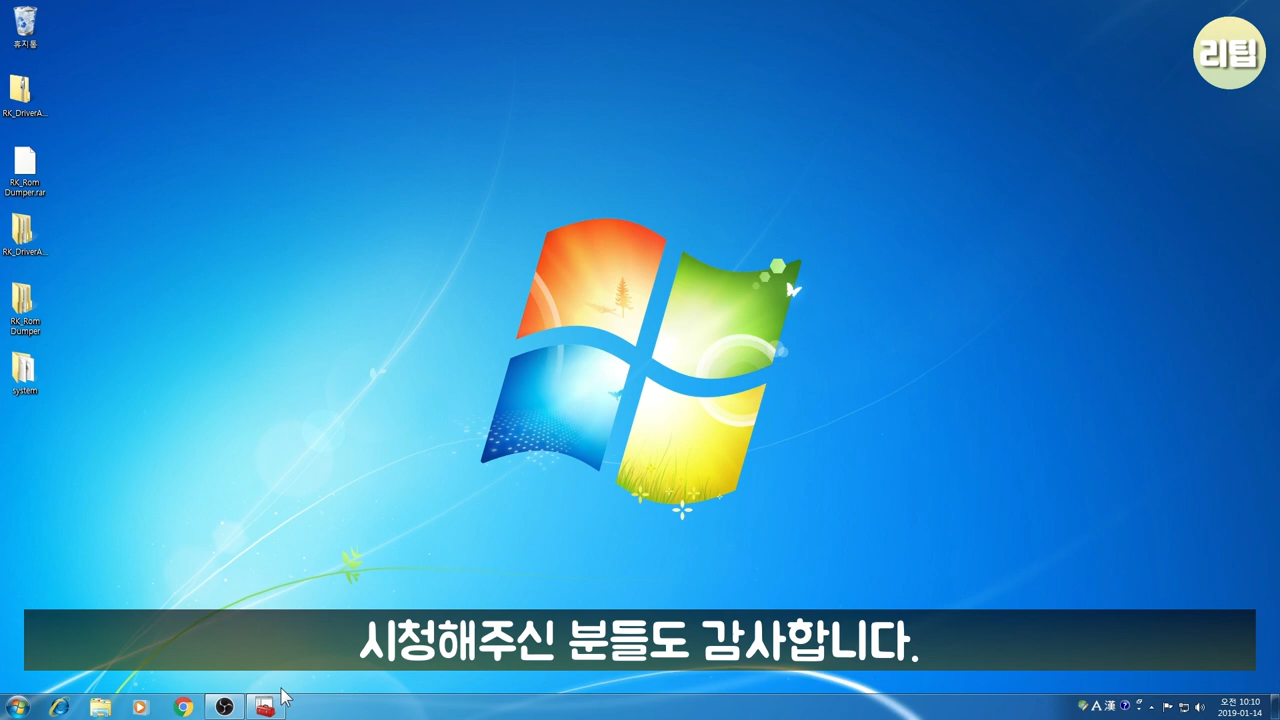 휴지통
리팁
RK_DriverA...
RK_Rom
Dumper.rar
RK_DriverA...
RK_Rom
Dumper
system
시청해주신 분들도 감사합니다.
A 漢
오전 10:10
2019-01-14